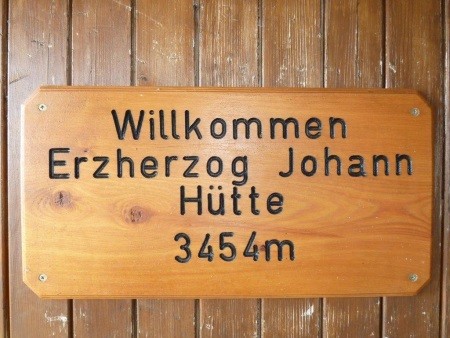 Willkommen
Erzherzog Johann
Hütte
3454m